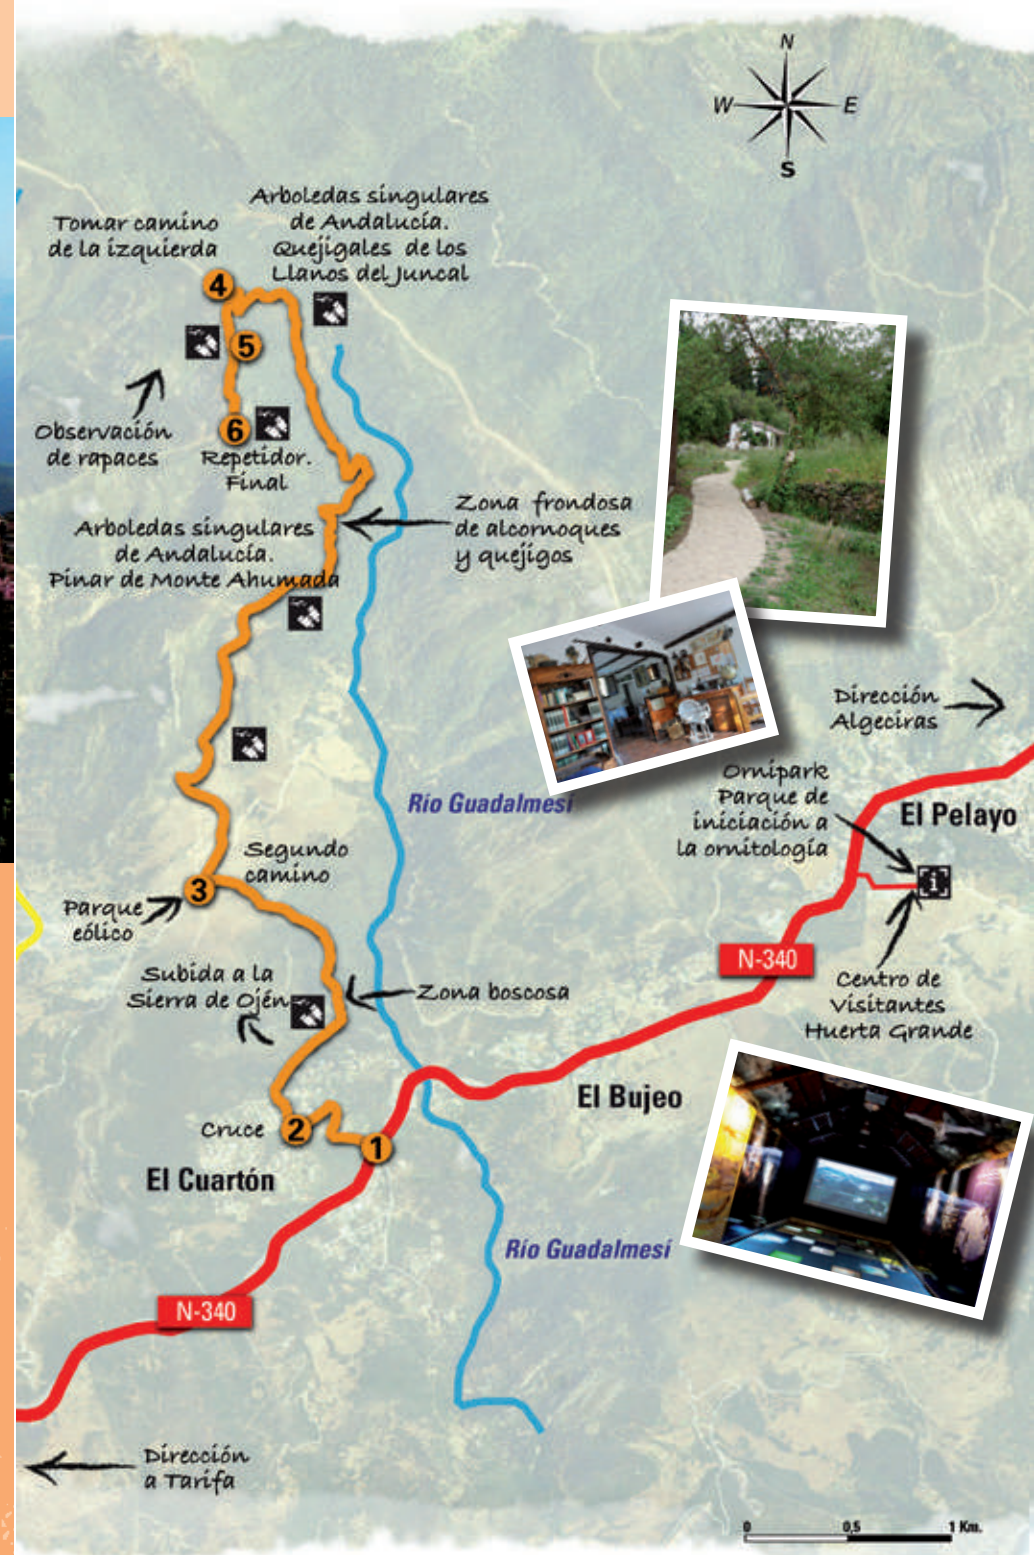 N
W
E
S
Arboledas singulares
de Andalucía.
Quejigales de los
Llanos del Juncal
Tomar camino
de la izquierda
4
5
6
Observación
de rapaces
Repetidor.
Final
Zona frondosa
de alcornoques
y quejigos
Arboledas singulares
de Andalucía.
Pinar de Monte Ahumada
Dirección
Algeciras
Ornipark
Parque de
iniciación a
la ornitología
Río Guadalmesí
El Pelayo
Segundo
camino
3
i
Parque
eólico
N-340
Subida a la
Sierra de Ojén
Zona boscosa
Centro de
Visitantes
Huerta Grande
El Bujeo
Cruce
2
1
El Cuartón
Río Guadalmesí
N-340
Dirección
a Tarifa
0 0,5 1 Km.